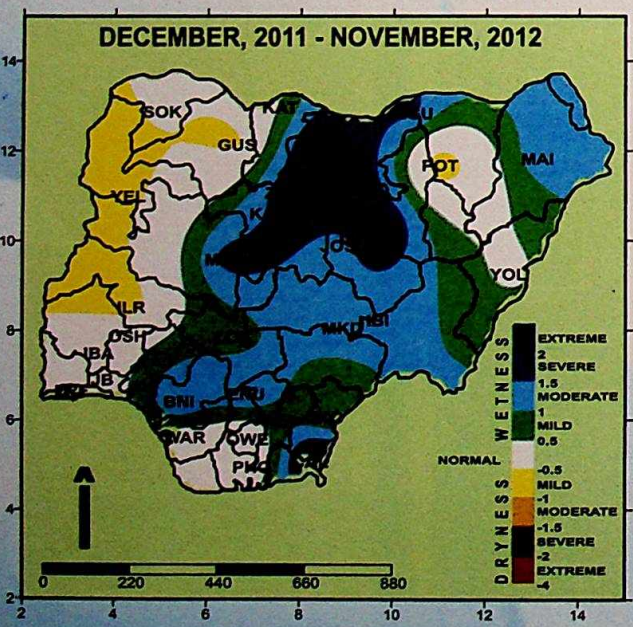 DECEMBER, 2011 - NOVEMBER, 2012
14
12
10
8
6
4
2
SOK
KAT
GUS
POT
MAI
YEL
K
JOS
YOL
ILR
OSH
IBA
MKD
IBI
BNI
ENU
WAR
OWE
NORMAL
WETNESS
DRYNESS
EXTREME
2
SEVERE
1.5
MODERATE
1
MILD
0.5
-0.5
MILD
-1
MODERATE
-1.5
SEVERE
-2
EXTREME
-4
0 220 440 660 880
2 4 6 8 10 12 14